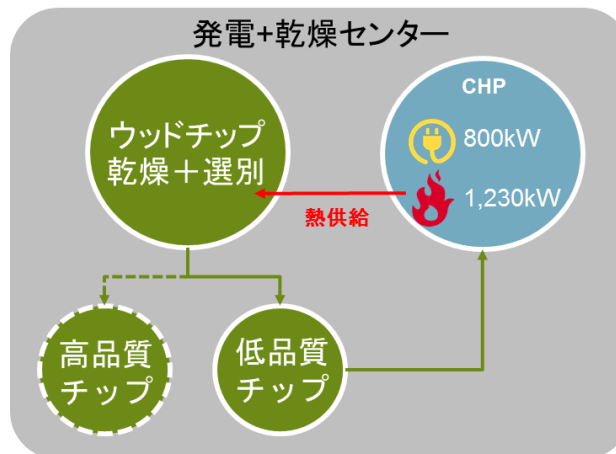 発電+乾燥センター
ウッドチップ
乾燥＋選別
CHP
800kW
1,230kW
熱供給
高品質
チップ
低品質
チップ